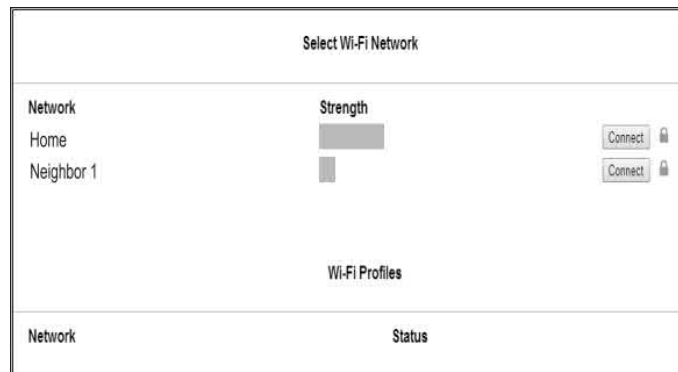 Select Wi-Fi Network
Network Strength
Home Connect
Neighbor 1 Connect
Wi-Fi Profiles
Network Status